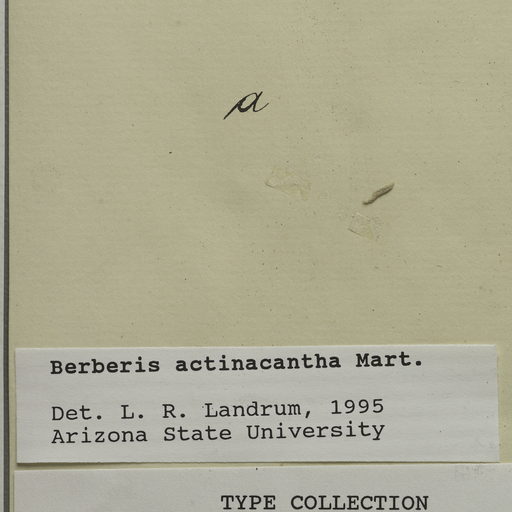 a
Berberis actinacantha Mart.
Det. L. R. Landrum, 1995
Arizona State University
TYPE COLLECTION